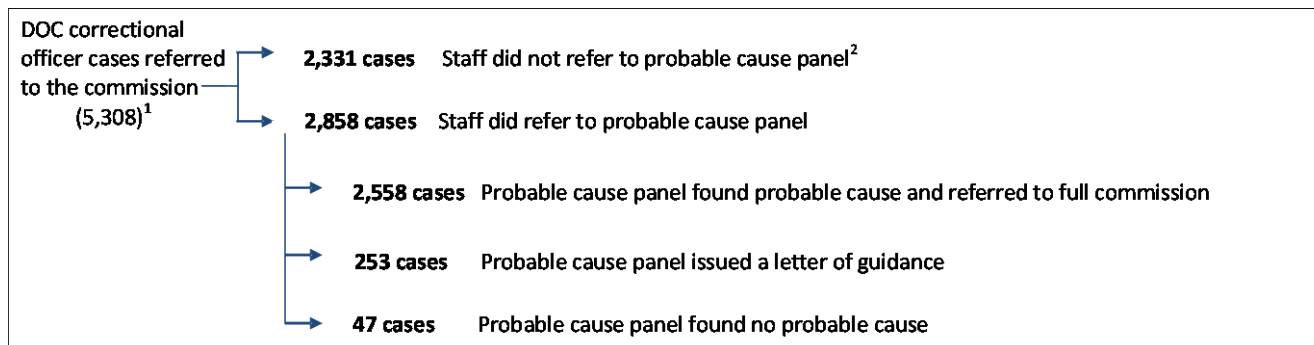 DOC correctional
officer cases referred
to the commission
(5,308)¹
2,331 cases Staff did not refer to probable cause panel²
2,858 cases Staff did refer to probable cause panel
2,558 cases Probable cause panel found probable cause and referred to full commission
253 cases Probable cause panel issued a letter of guidance
47 cases Probable cause panel found no probable cause